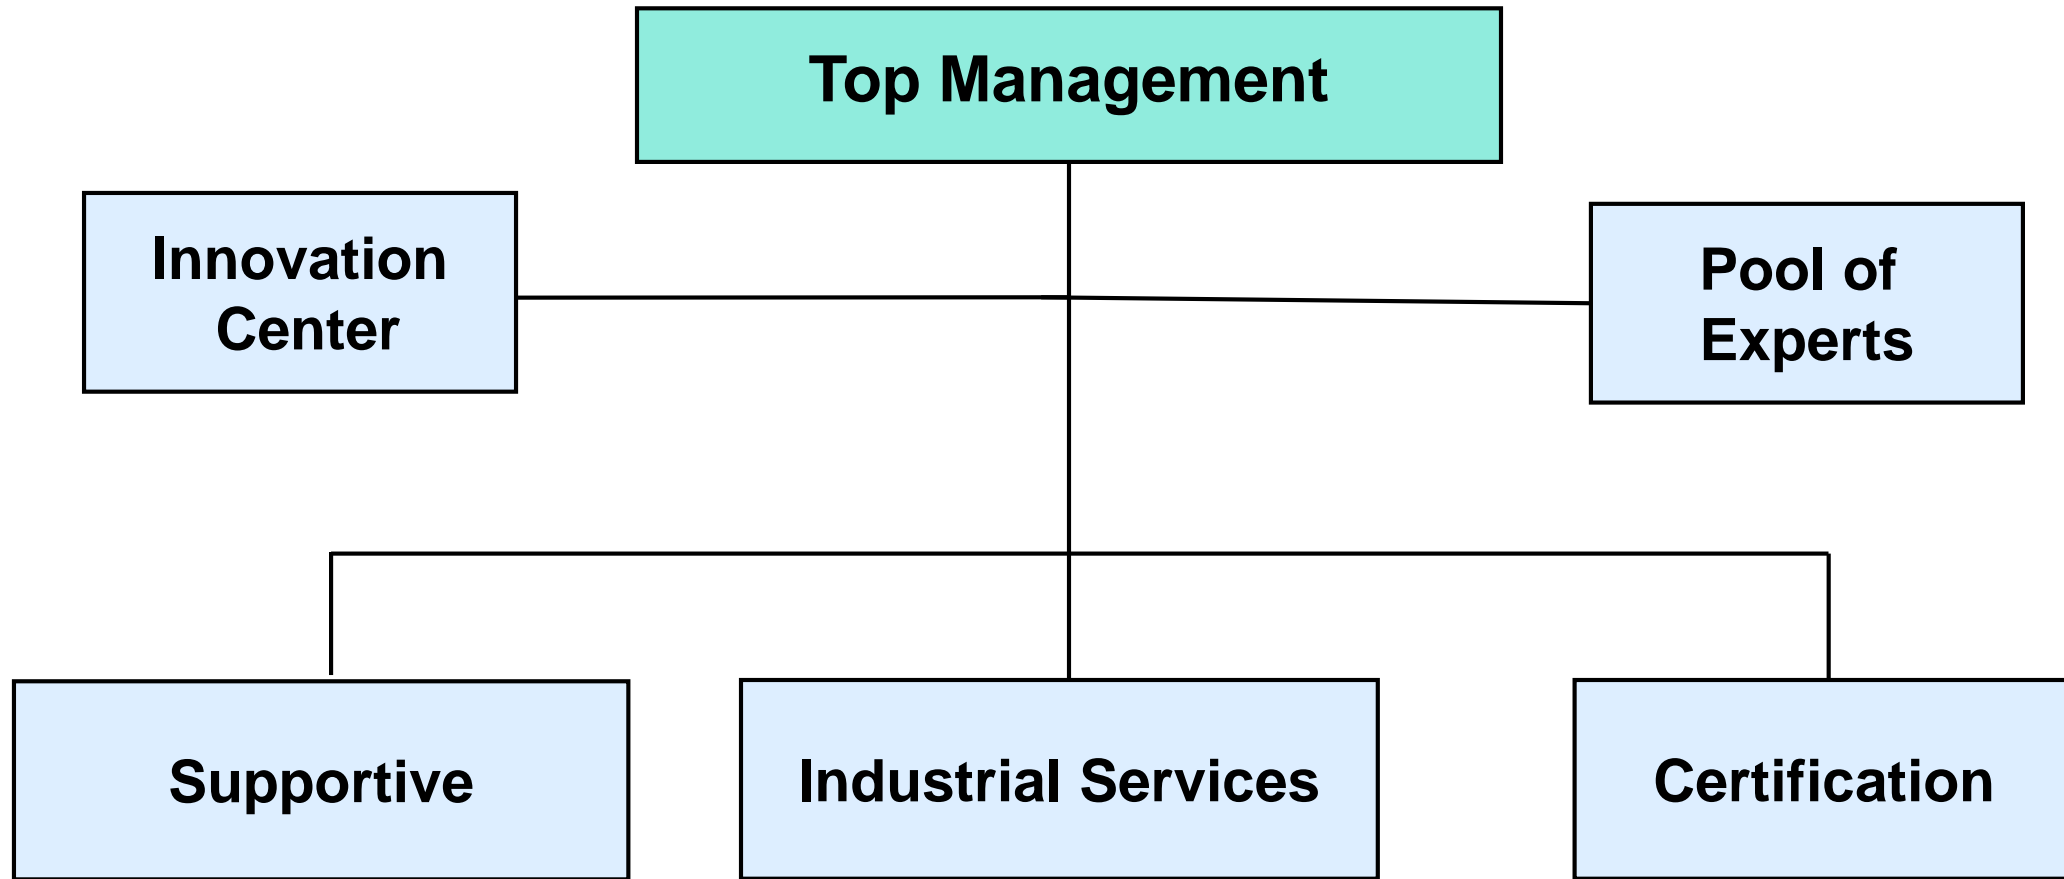 Top Management
Innovation
Center
Pool of
Experts
Supportive
Industrial Services
Certification